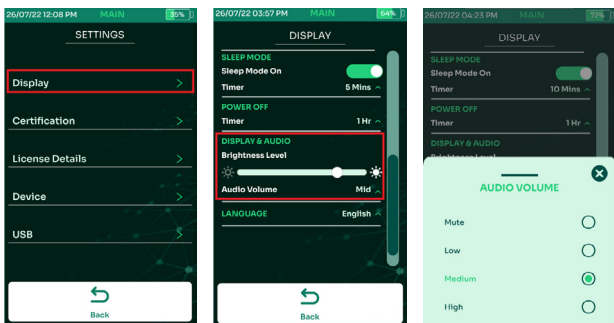 26/07/22 12:08 PM MAIN 35%
SETTINGS
Display
Certification
License Details
Device
USB
Back
26/07/22 03:57 PM MAIN 64%
DISPLAY
SLEEP MODE
Sleep Mode On
Timer 5 Mins
POWER OFF
Timer 1 Hr
DISPLAY & AUDIO
Brightness Level
Audio Volume Mid
LANGUAGE English
Back
26/07/22 04:23 PM MAIN 72%
DISPLAY
SLEEP MODE
Sleep Mode On
Timer 10 Mins
POWER OFF
Timer 1 Hr
DISPLAY & AUDIO
Brightness Level
AUDIO VOLUME
Mute
Low
Medium
High